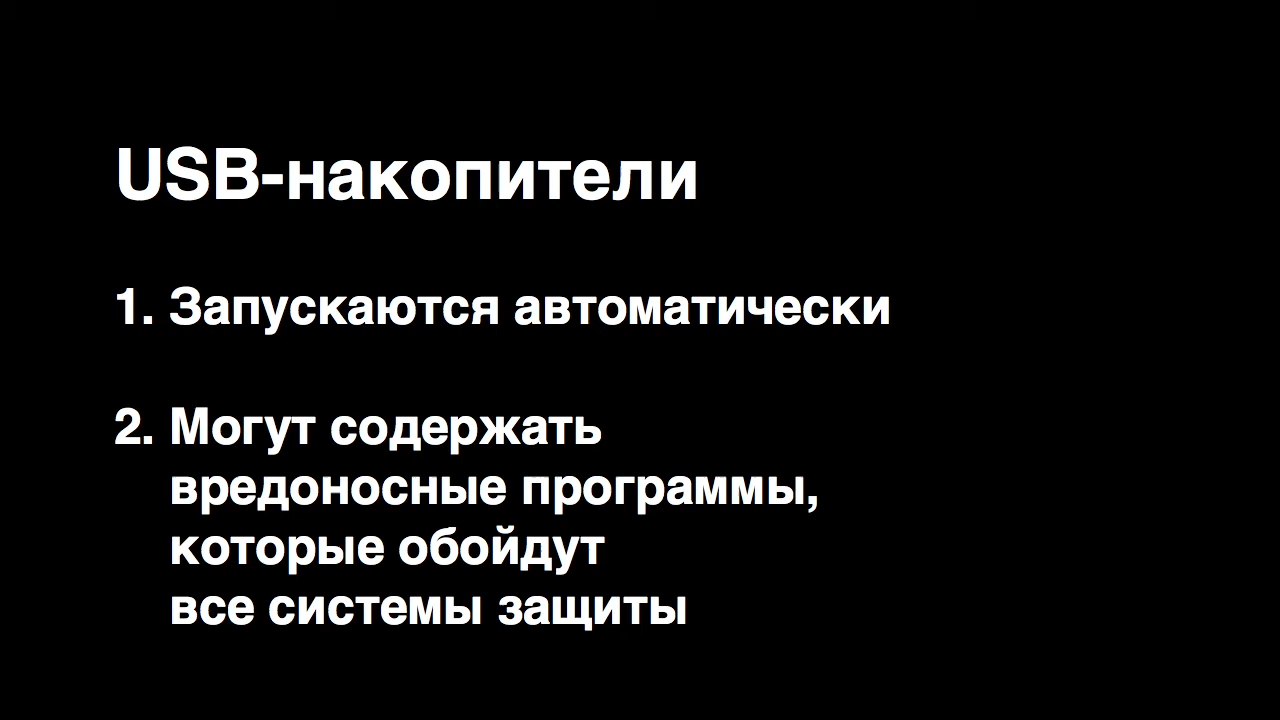 USB-накопители
1. Запускаются автоматически
2. Могут содержать
вредоносные программы,
которые обойдут
все системы защиты